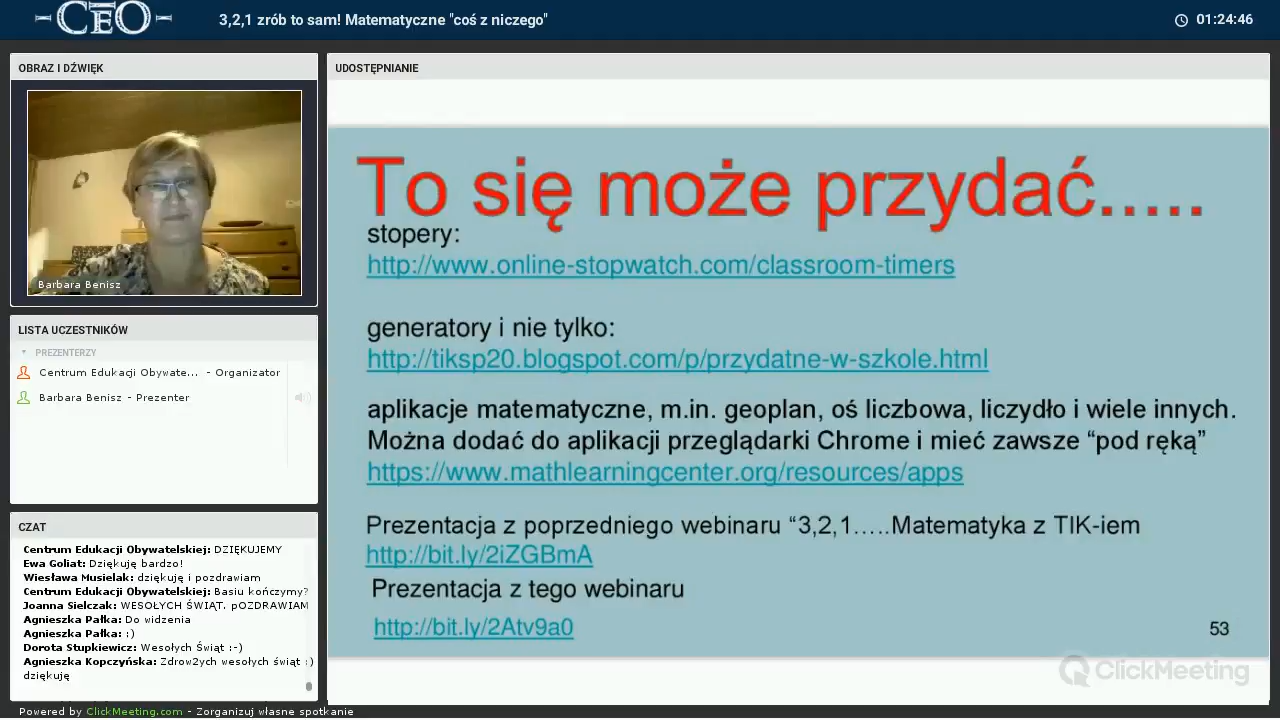 CEO
3,2,1 zrób to sam! Matematyczne "coś z niczego"
01:24:46
OBRAZ I DŹWIĘK
Barbara Benisz
LISTA UCZESTNIKÓW
PREZENTERZY
Centrum Edukacji Obywate... - Organizator
Barbara Benisz - Prezenter
CZAT
Centrum Edukacji Obywatelskiej: DZIĘKUJEMY
Ewa Goliat: Dziękuję bardzo!
Wiesława Musielak: dziękuję i pozdrawiam
Centrum Edukacji Obywatelskiej: Basiu kończymy?
Joanna Sielczak: WESOŁYCH ŚWIĄT, pOZDRAWIAM
Agnieszka Pałka: Do widzenia
Agnieszka Pałka: :)
Dorota Stupkiewicz: Wesołych Świąt :-)
Agnieszka Kopczyńska: Zdrow2ych wesołych świąt :)
dziękuję
UDOSTĘPNIANIE
To się może przydać.....
stopery:
http://www.online-stopwatch.com/classroom-timers
generatory i nie tylko:
http://tiksp20.blogspot.com/p/przydatne-w-szkole.html
aplikacje matematyczne, m.in. geoplan, oś liczbowa, liczydło i wiele innych.
Można dodać do aplikacji przeglądarki Chrome i mieć zawsze “pod ręką”
https://www.mathlearningcenter.org/resources/apps
Prezentacja z poprzedniego webinaru “3,2,1…..Matematyka z TIK-iem
http://bit.ly/2iZGBmA
Prezentacja z tego webinaru
http://bit.ly/2Atv9a0
53
ClickMeeting
Powered by ClickMeeting.com - Zorganizuj własne spotkanie